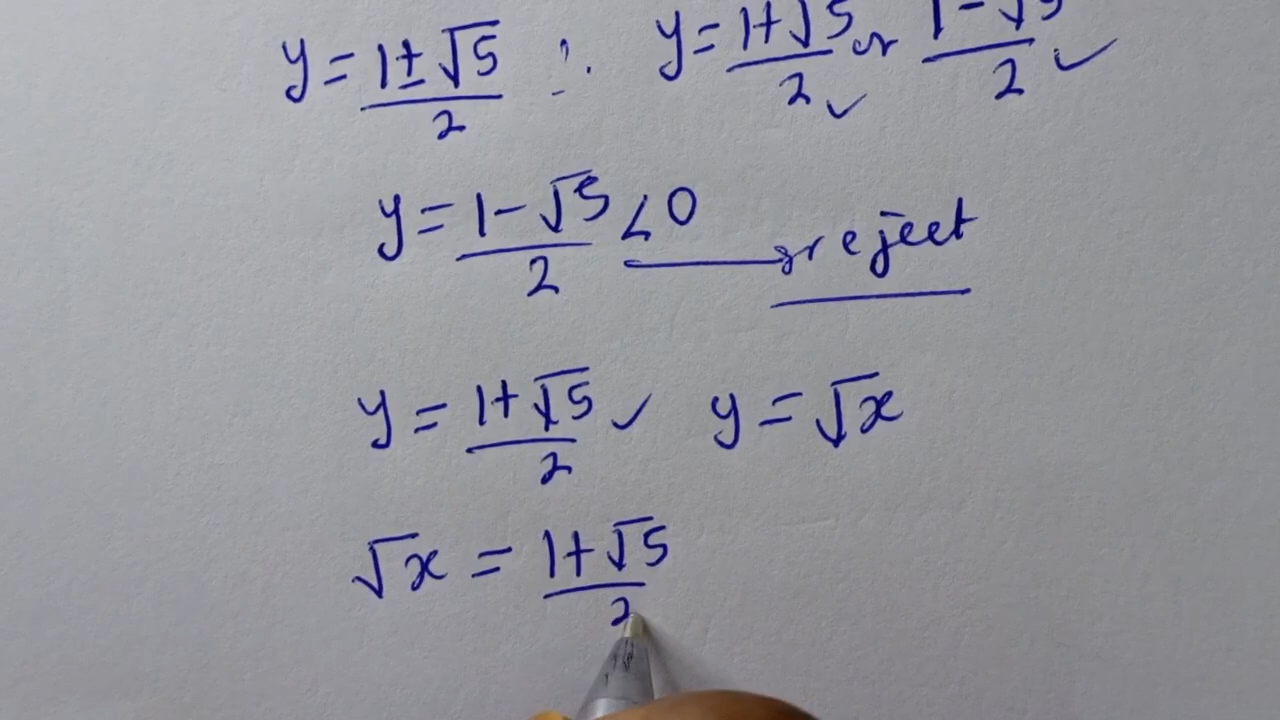 y = 1±√5/2 ∴ y = 1+√5/2 or 1-√5/2 ✓
y = 1-√5/2 < 0 → reject
y = 1+√5/2 ✓ y = √x
√x = 1+√5/2